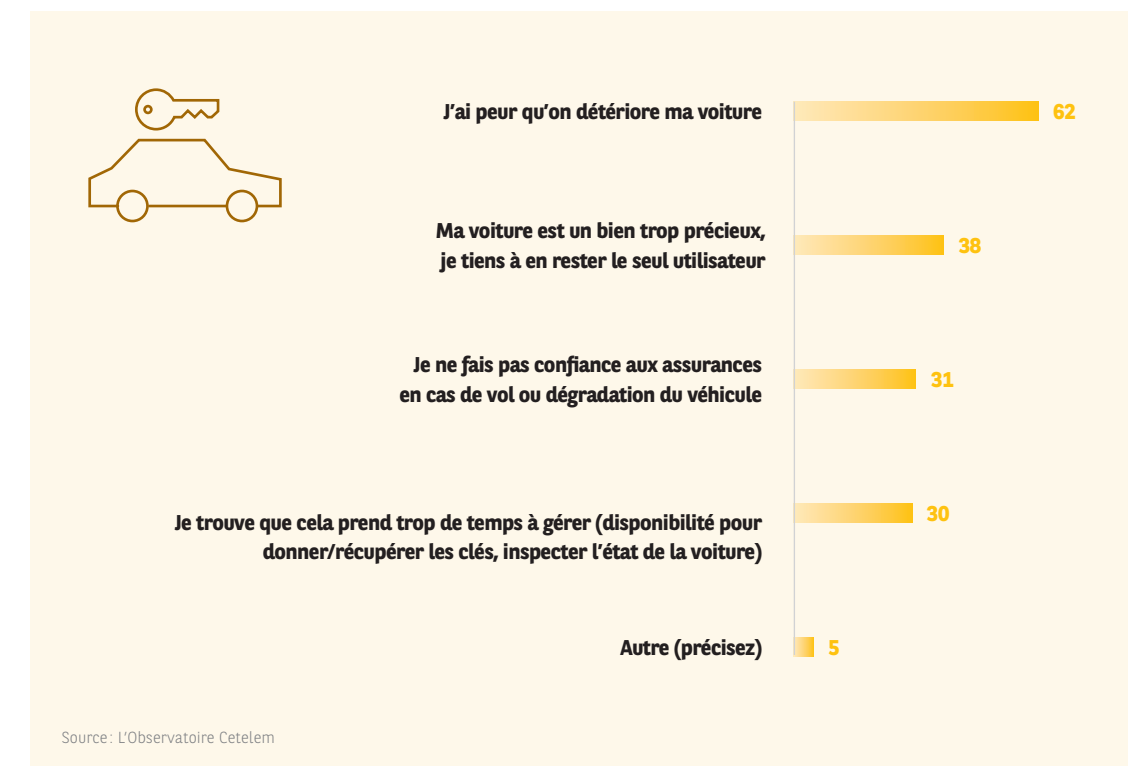 J’ai peur qu’on détériore ma voiture
62
Ma voiture est un bien trop précieux,
je tiens à en rester le seul utilisateur
38
Je ne fais pas confiance aux assurances
en cas de vol ou dégradation du véhicule
31
Je trouve que cela prend trop de temps à gérer (disponibilité pour
donner/récupérer les clés, inspecter l’état de la voiture)
30
Autre (précisez)
5
Source : L’Observatoire Cetelem